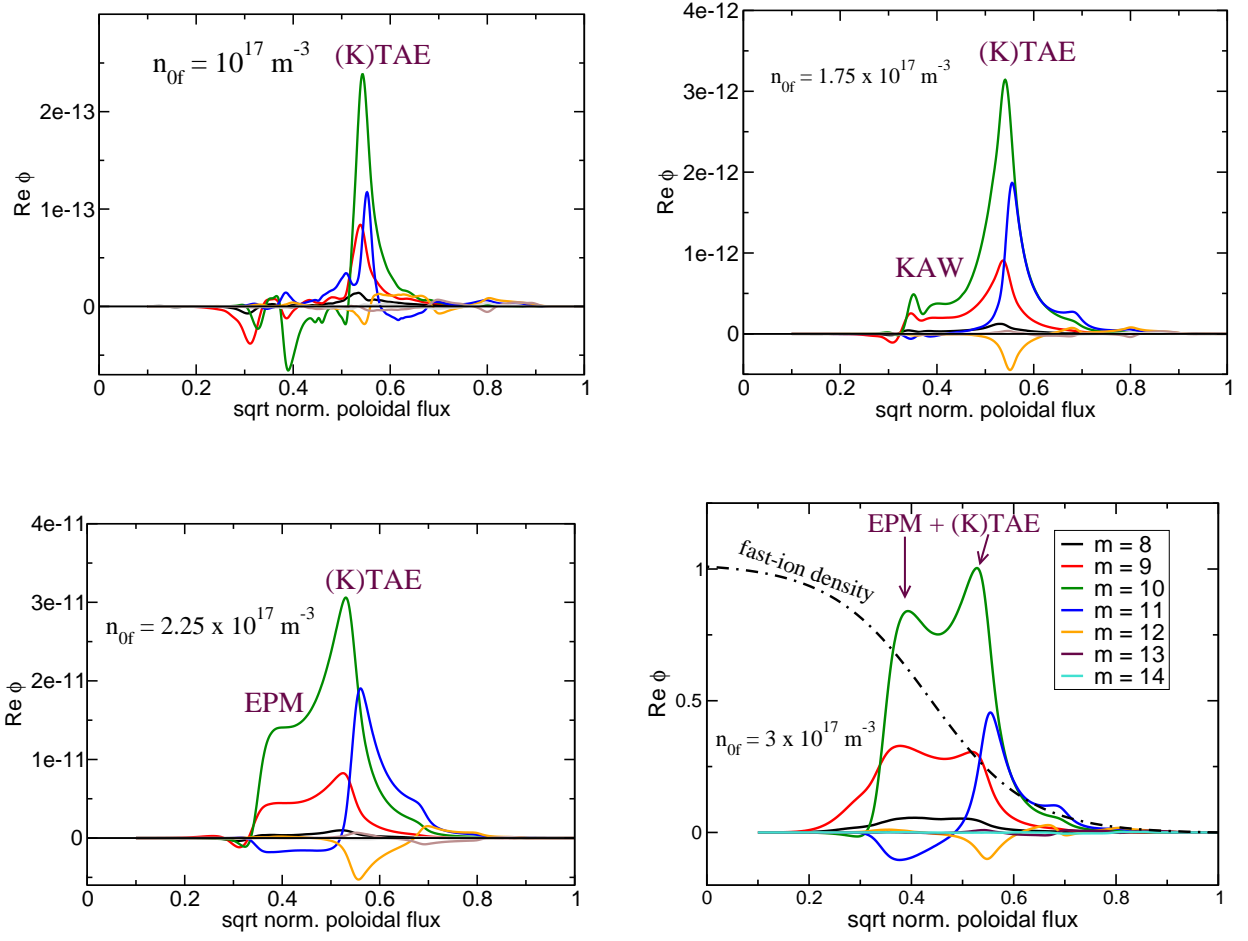 n0f = 10^17 m^-3
(K)TAE
2e-13
1e-13
0
Re ϕ
0 0.2 0.4 0.6 0.8 1
sqrt norm. poloidal flux
4e-12
(K)TAE
n0f = 1.75 x 10^17 m^-3
3e-12
2e-12
1e-12
0
Re ϕ
KAW
0 0.2 0.4 0.6 0.8 1
sqrt norm. poloidal flux
4e-11
(K)TAE
3e-11
n0f = 2.25 x 10^17 m^-3
2e-11
EPM
1e-11
0
Re ϕ
0 0.2 0.4 0.6 0.8 1
sqrt norm. poloidal flux
EPM + (K)TAE
fast-ion density
m = 8
m = 9
m = 10
m = 11
m = 12
m = 13
m = 14
1
0.5
0
Re ϕ
n0f = 3 x 10^17 m^-3
0 0.2 0.4 0.6 0.8 1
sqrt norm. poloidal flux